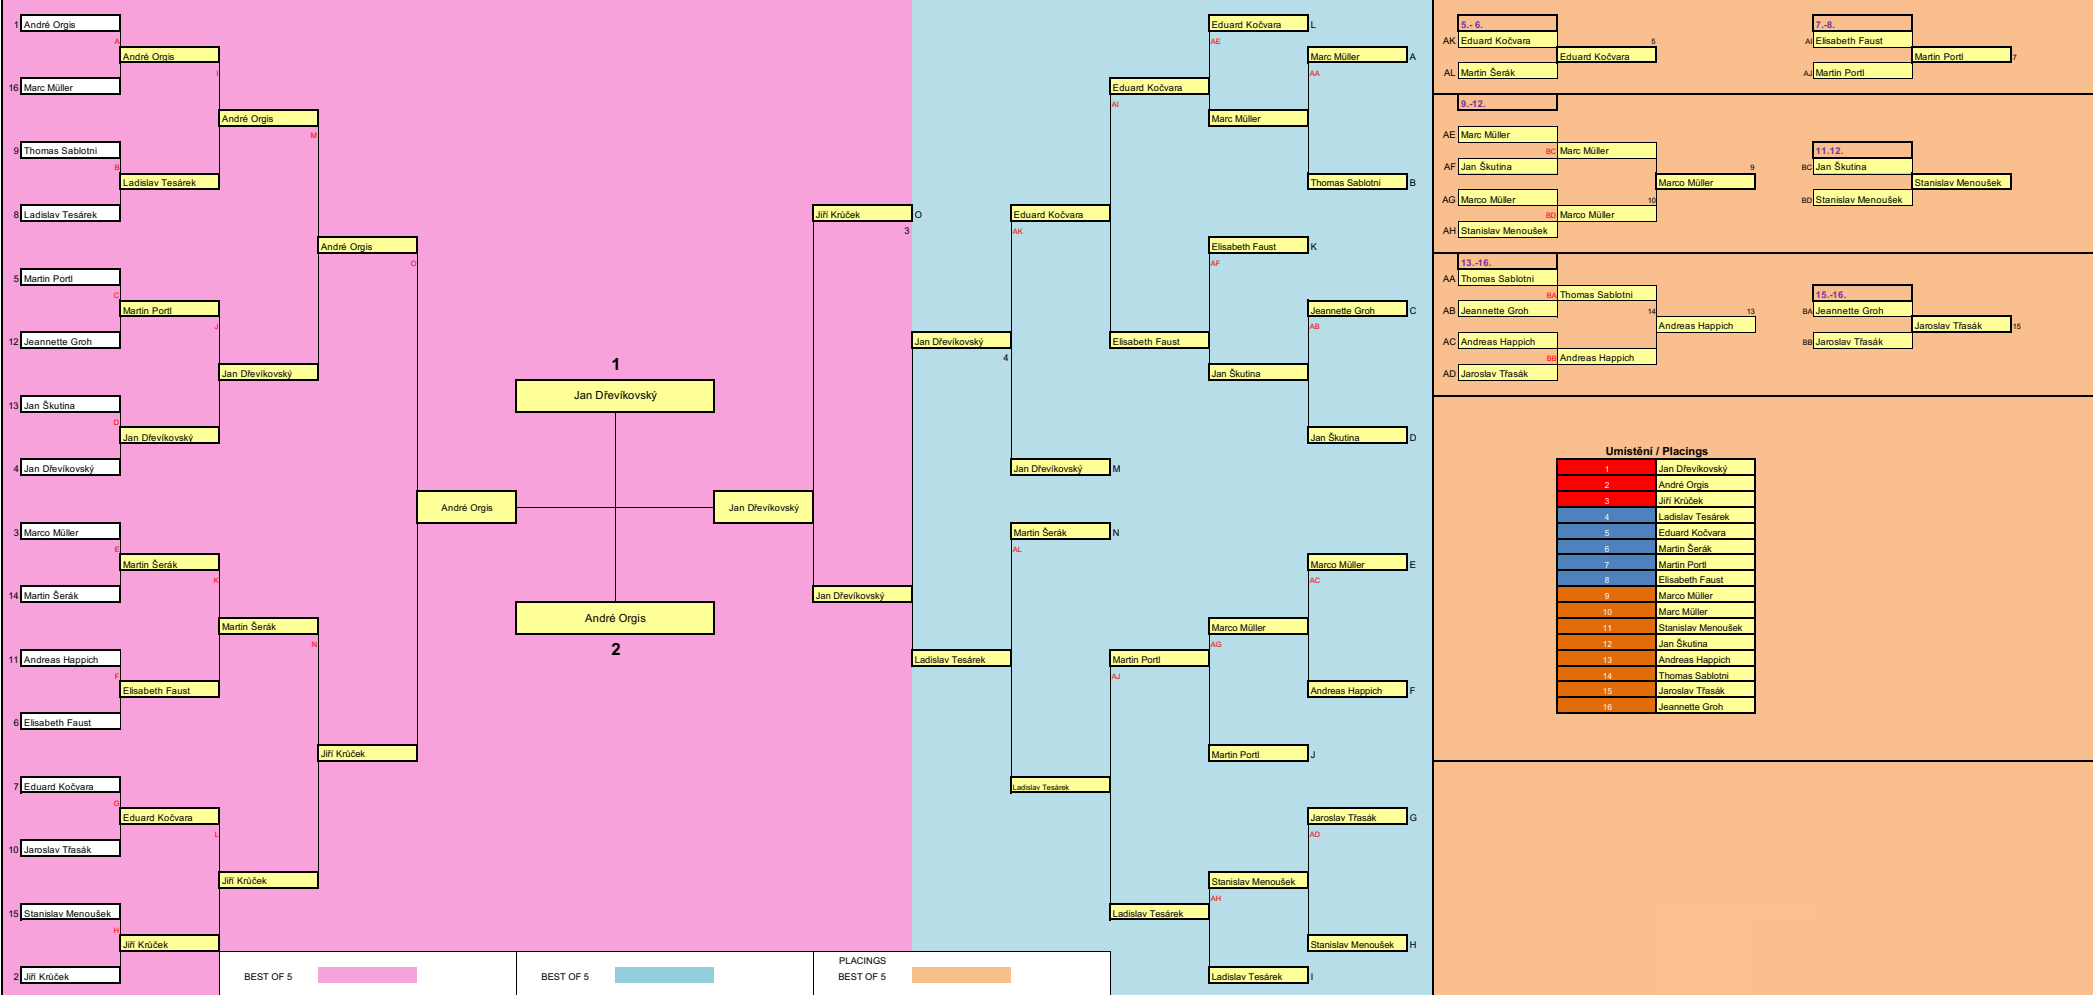 1 André Orgis
A
André Orgis
I
16 Marc Müller
André Orgis
M
9 Thomas Sablotni
B
Ladislav Tesárek
8 Ladislav Tesárek
André Orgis
O
5 Martin Portl
C
Martin Portl
J
12 Jeannette Groh
Jan Dřevíkovský
13 Jan Škutina
D
Jan Dřevíkovský
4 Jan Dřevíkovský
André Orgis
3 Marco Müller
E
Martin Šerák
K
14 Martin Šerák
Martin Šerák
N
11 Andreas Happich
F
Elisabeth Faust
6 Elisabeth Faust
Jiří Krůček
7 Eduard Kočvara
G
Eduard Kočvara
L
10 Jaroslav Třasák
Jiří Krůček
15 Stanislav Menoušek
H
Jiří Krůček
2 Jiří Krůček
1
Jan Dřevíkovský
André Orgis
2
Jan Dřevíkovský
Jiří Krůček O
3
Jan Dřevíkovský
Jan Dřevíkovský
4
Ladislav Tesárek
Eduard Kočvara
AK
Jan Dřevíkovský M
Martin Šerák N
AL
Ladislav Tesárek
Eduard Kočvara
AI
Elisabeth Faust
Martin Portl
AJ
Ladislav Tesárek
Eduard Kočvara L
AE
Marc Müller A
AA
Marc Müller
Thomas Sablotni B
Elisabeth Faust K
AF
Jeannette Groh C
AB
Jan Škutina
Jan Škutina D
Marco Müller E
AC
Marco Müller
AG
Andreas Happich F
Martin Portl J
Jaroslav Třasák G
AD
Stanislav Menoušek
AH
Stanislav Menoušek H
Ladislav Tesárek I
BEST OF 5
BEST OF 5
PLACINGS
BEST OF 5
5.- 6.
AK Eduard Kočvara 5
Eduard Kočvara
AL Martin Šerák
7.-8.
AI Elisabeth Faust
Martin Portl 7
AJ Martin Portl
9.-12.
AE Marc Müller
BC Marc Müller
AF Jan Škutina 9
Marco Müller
AG Marco Müller 10
BD Marco Müller
AH Stanislav Menoušek
11.12.
BC Jan Škutina
Stanislav Menoušek
BD Stanislav Menoušek
13.-16.
AA Thomas Sablotni
BA Thomas Sablotni
AB Jeannette Groh 14 13
Andreas Happich
AC Andreas Happich
BB Andreas Happich
AD Jaroslav Třasák
15.-16.
BA Jeannette Groh
Jaroslav Třasák 15
BB Jaroslav Třasák
Umístění / Placings
1 Jan Dřevíkovský
2 André Orgis
3 Jiří Krůček
4 Ladislav Tesárek
5 Eduard Kočvara
6 Martin Šerák
7 Martin Portl
8 Elisabeth Faust
9 Marco Müller
10 Marc Müller
11 Stanislav Menoušek
12 Jan Škutina
13 Andreas Happich
14 Thomas Sablotni
15 Jaroslav Třasák
16 Jeannette Groh